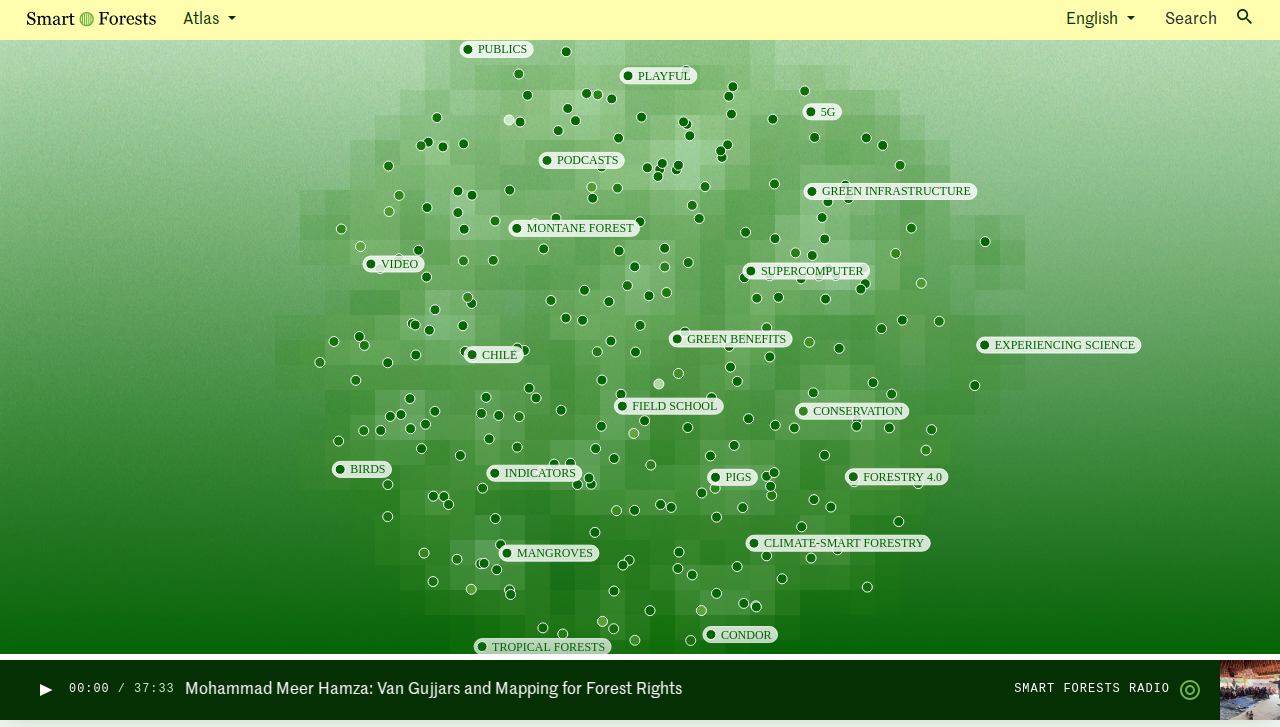 Smart Forests
Atlas
English
Search
PUBLICS
PLAYFUL
5G
PODCASTS
GREEN INFRASTRUCTURE
MONTANE FOREST
VIDEO
SUPERCOMPUTER
GREEN BENEFITS
EXPERIENCING SCIENCE
CHILE
FIELD SCHOOL
CONSERVATION
BIRDS
INDICATORS
PIGS
FORESTRY 4.0
CLIMATE-SMART FORESTRY
MANGROVES
CONDOR
TROPICAL FORESTS
00:00 / 37:33
Mohammad Meer Hamza: Van Gujjars and Mapping for Forest Rights
SMART FORESTS RADIO